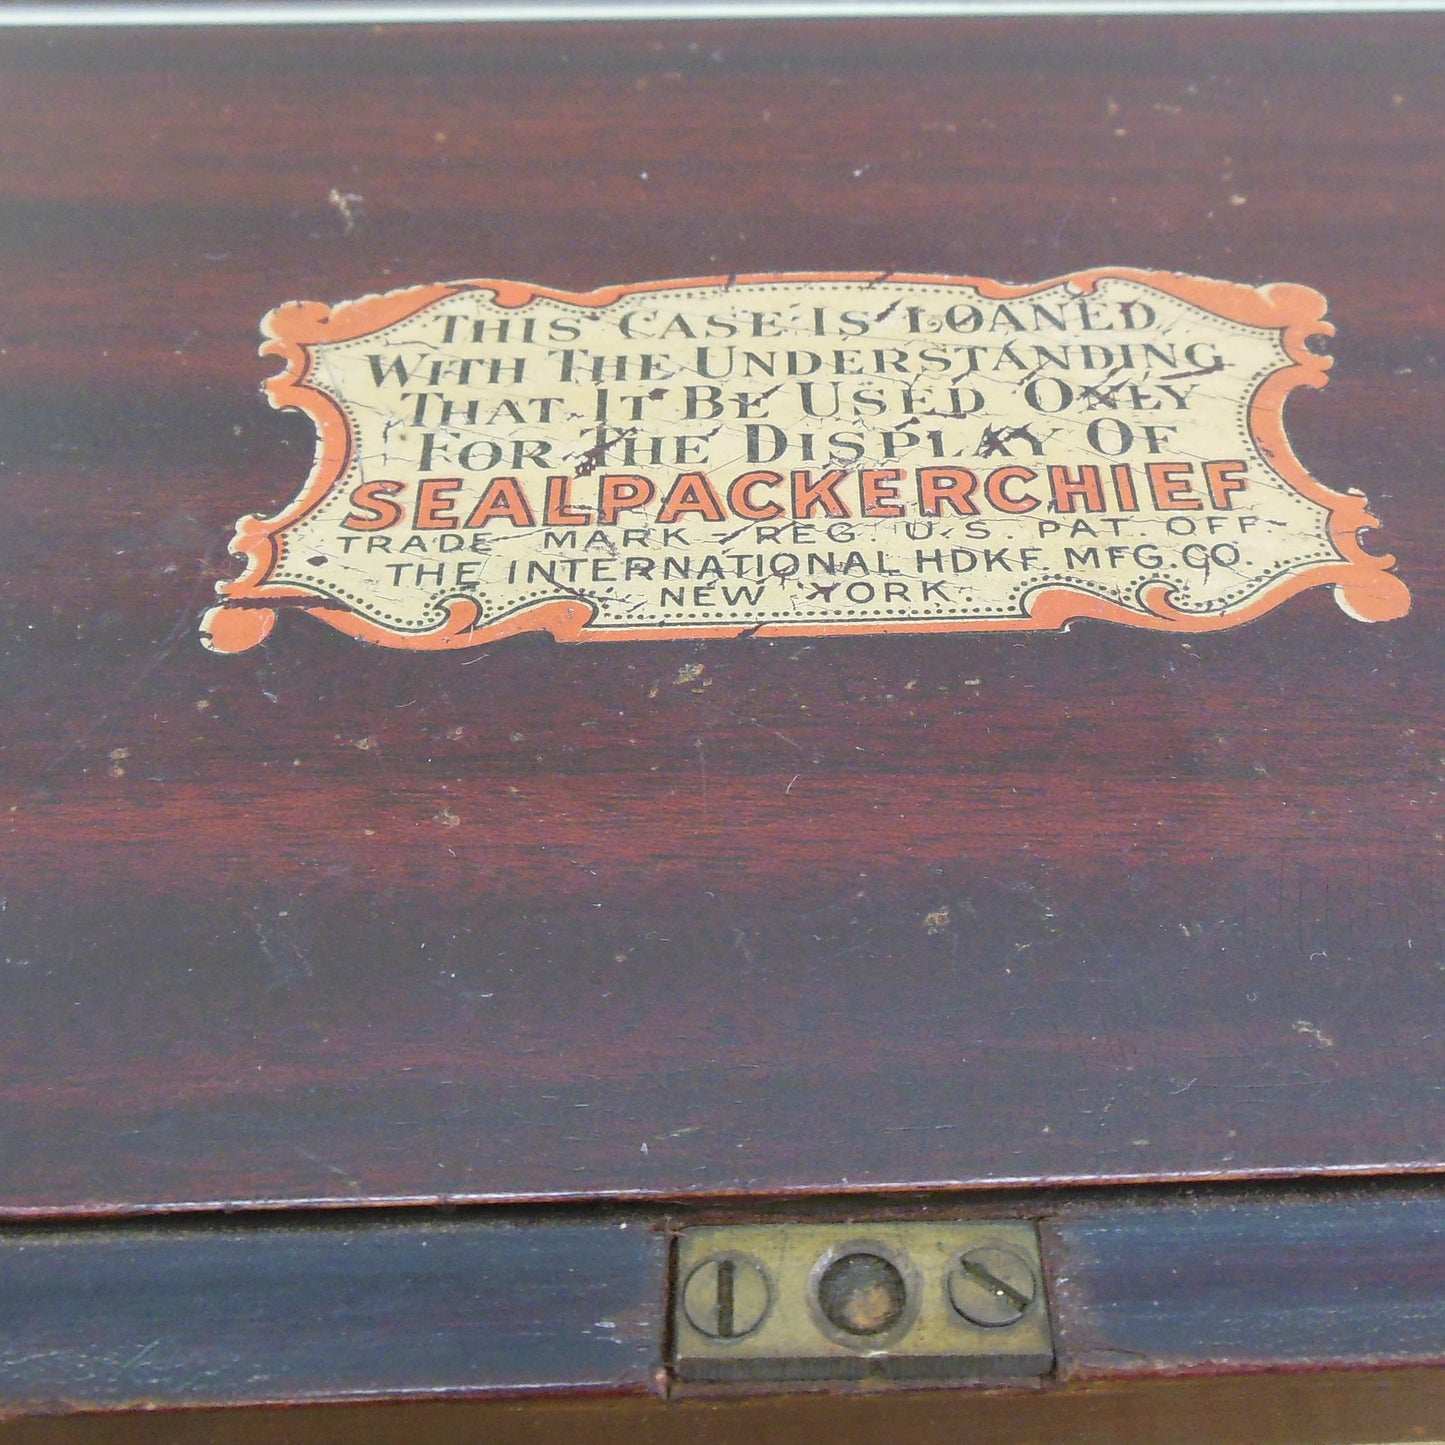 THIS CASE IS LOANED
WITH THE UNDERSTANDING
THAT IT BE USED ONLY
FOR THE DISPLAY OF
SEALPACKERCHIEF
TRADE MARK - REG. U.S. PAT. OFF-
THE INTERNATIONAL HDKF. MFG. CO.
NEW YORK.